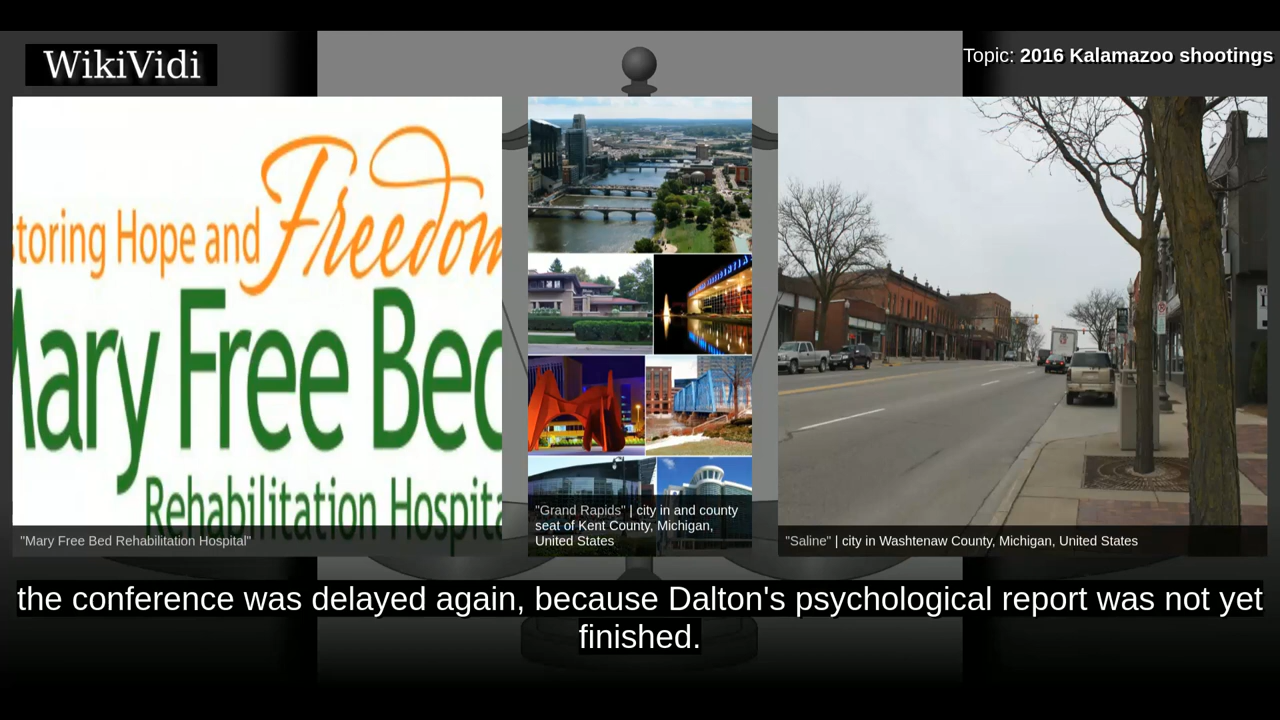 WikiVidi
Topic: 2016 Kalamazoo shootings
toring Hope and Freedom
Mary Free Bed
Rehabilitation Hospita
"Mary Free Bed Rehabilitation Hospital"
"Grand Rapids" | city in and county
seat of Kent County, Michigan,
United States
"Saline" | city in Washtenaw County, Michigan, United States
the conference was delayed again, because Dalton's psychological report was not yet
finished.